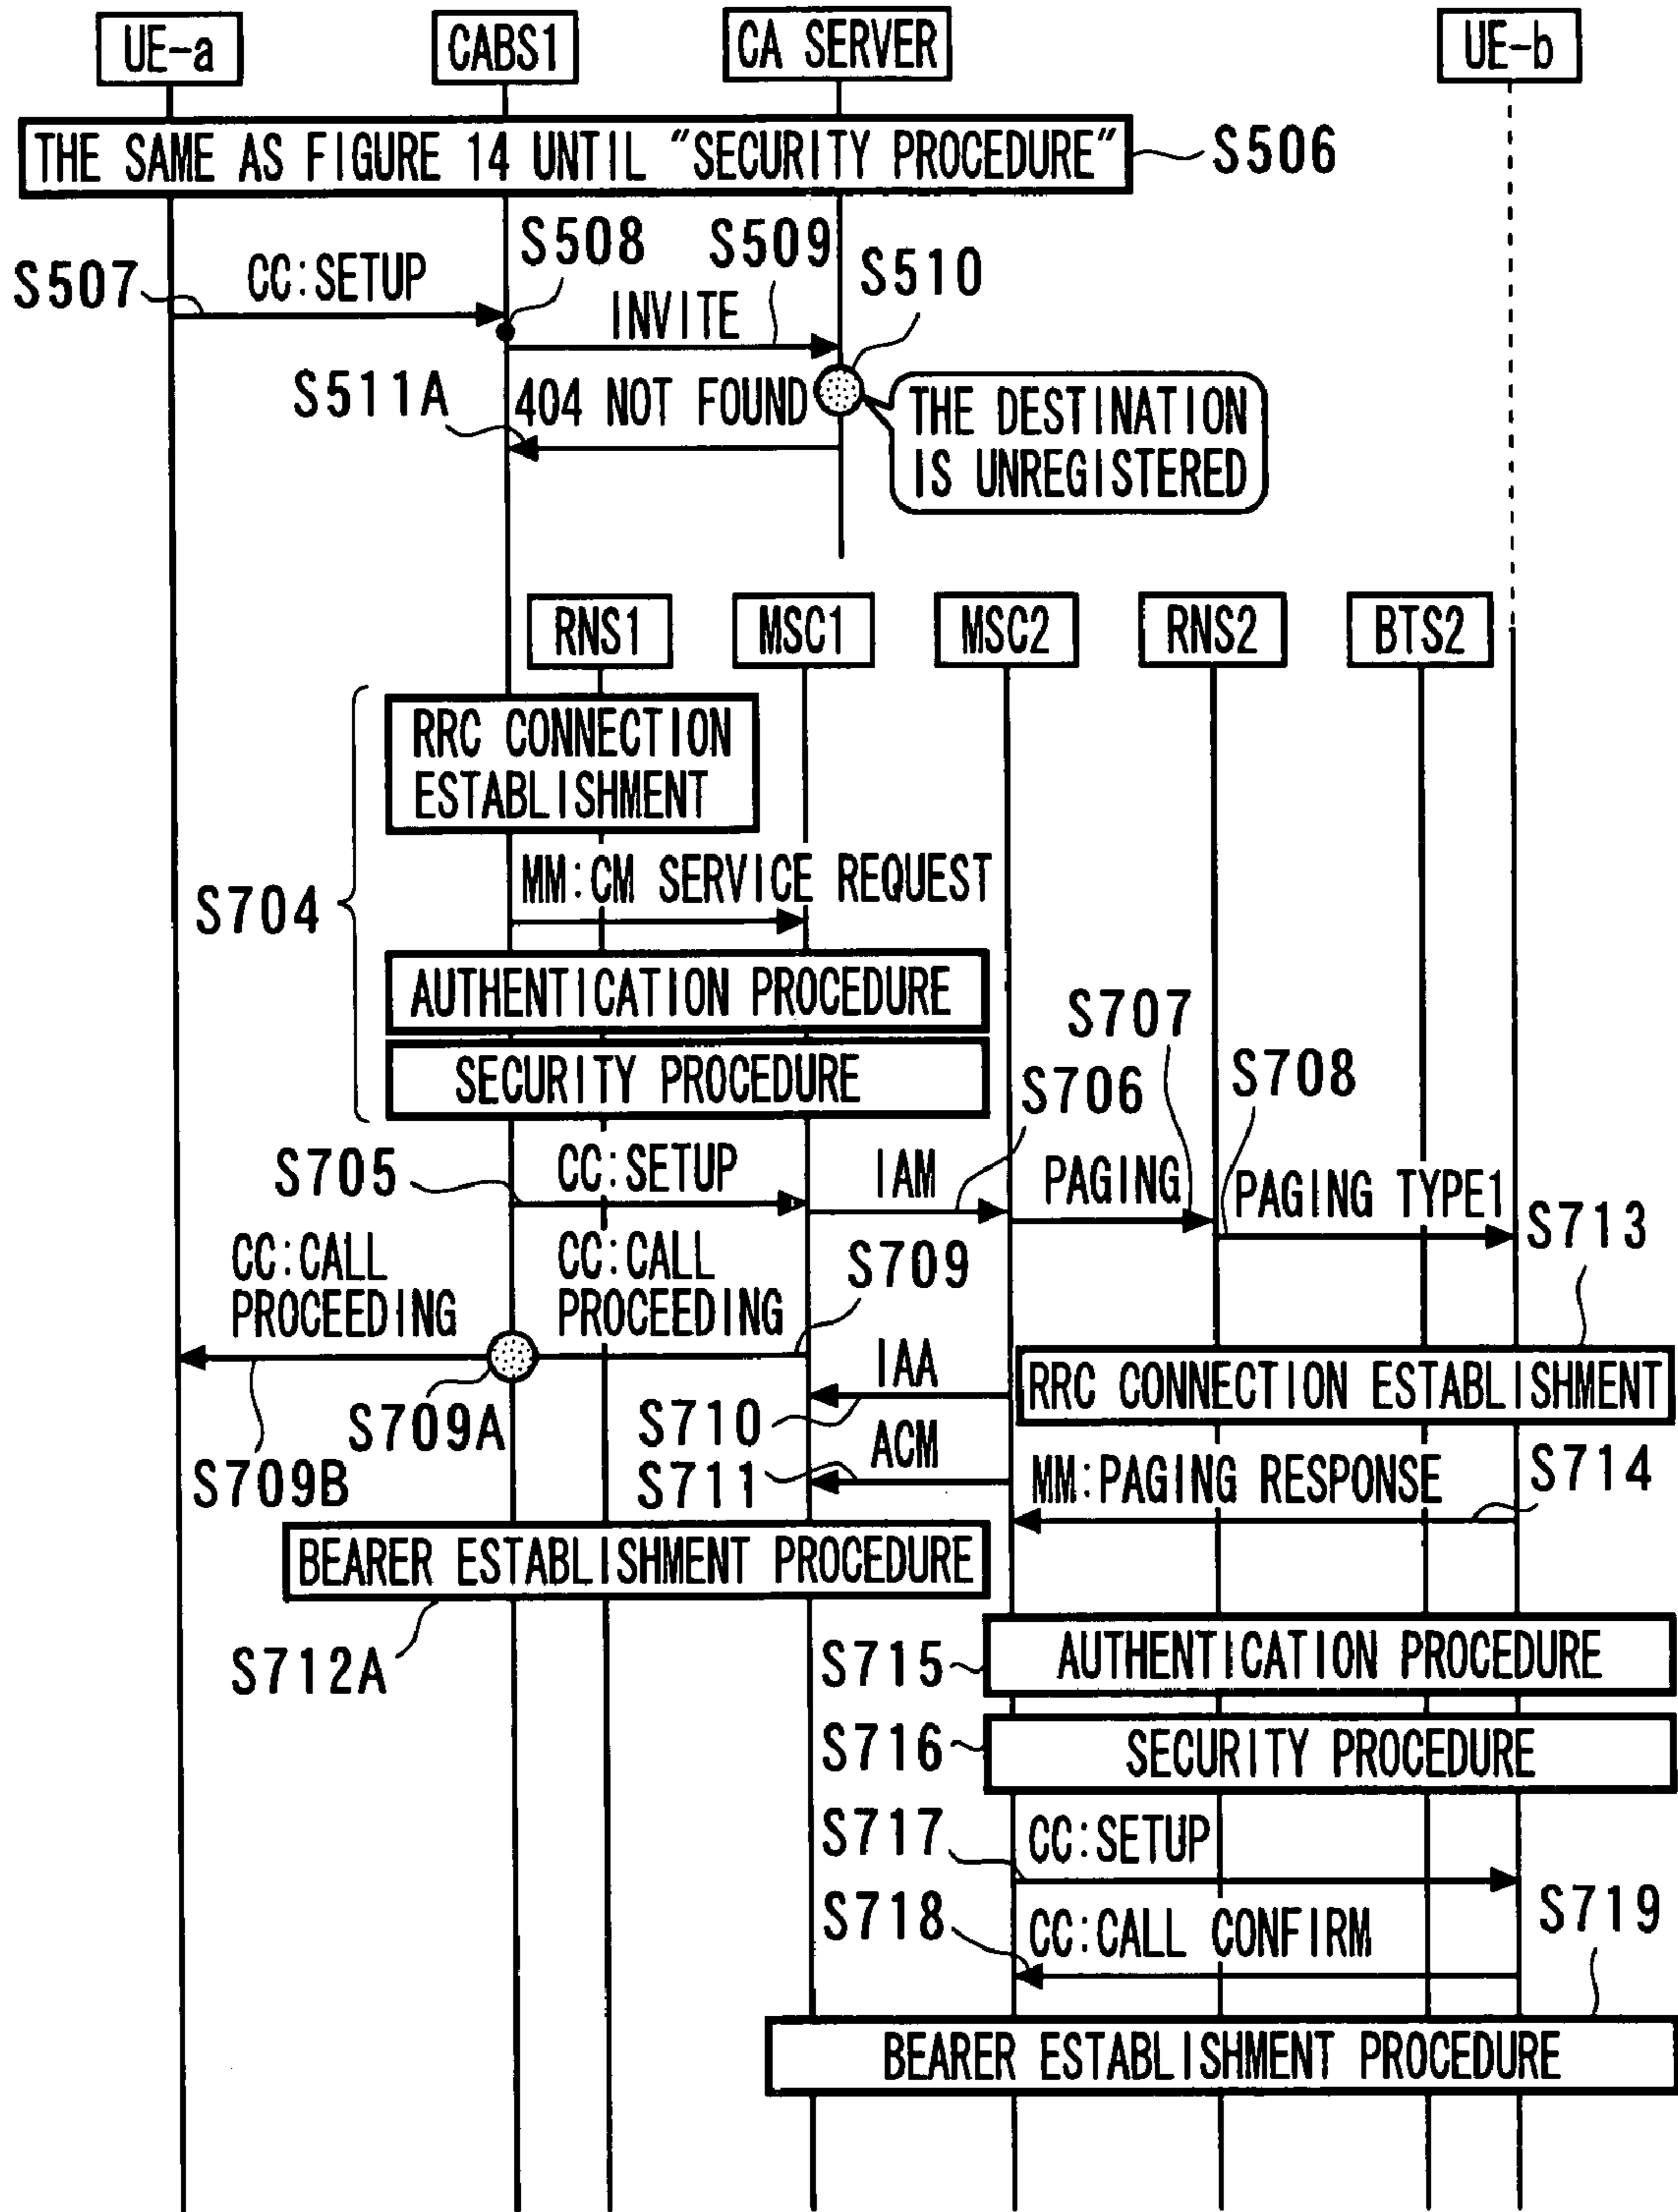 UE-a
CABS1
CA SERVER
UE-b
THE SAME AS FIGURE 14 UNTIL "SECURITY PROCEDURE"
S506
S507
CC:SETUP
S508
S509
S510
INVITE
S511A
404 NOT FOUND
THE DESTINATION
IS UNREGISTERED
RNS1
MSC1
MSC2
RNS2
BTS2
RRC CONNECTION
ESTABLISHMENT
S704
MM:CM SERVICE REQUEST
AUTHENTICATION PROCEDURE
SECURITY PROCEDURE
S707
S706
S708
S705
CC:SETUP
IAM
PAGING
PAGING TYPE1
S713
CC:CALL
PROCEEDING
CC:CALL
PROCEEDING
S709
IAA
RRC CONNECTION ESTABLISHMENT
S709A
S710
ACM
S709B
S711
MM:PAGING RESPONSE
S714
BEARER ESTABLISHMENT PROCEDURE
S712A
S715
AUTHENTICATION PROCEDURE
S716
SECURITY PROCEDURE
S717
CC:SETUP
S718
CC:CALL CONFIRM
S719
BEARER ESTABLISHMENT PROCEDURE